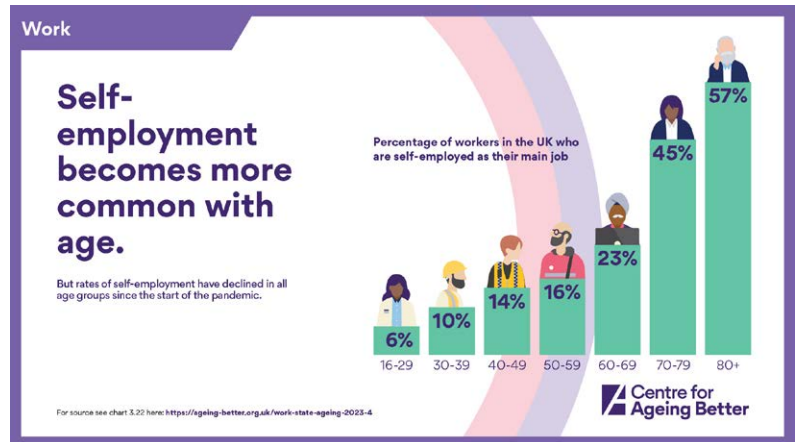 Work
Self-
employment
becomes more
common with
age.
But rates of self-employment have declined in all
age groups since the start of the pandemic.
Percentage of workers in the UK who
are self-employed as their main job
6%
10%
14%
16%
23%
45%
57%
16-29
30-39
40-49
50-59
60-69
70-79
80+
For source see chart 3.22 here: https://ageing-better.org.uk/work-state-ageing-2023-4
Centre for
Ageing Better